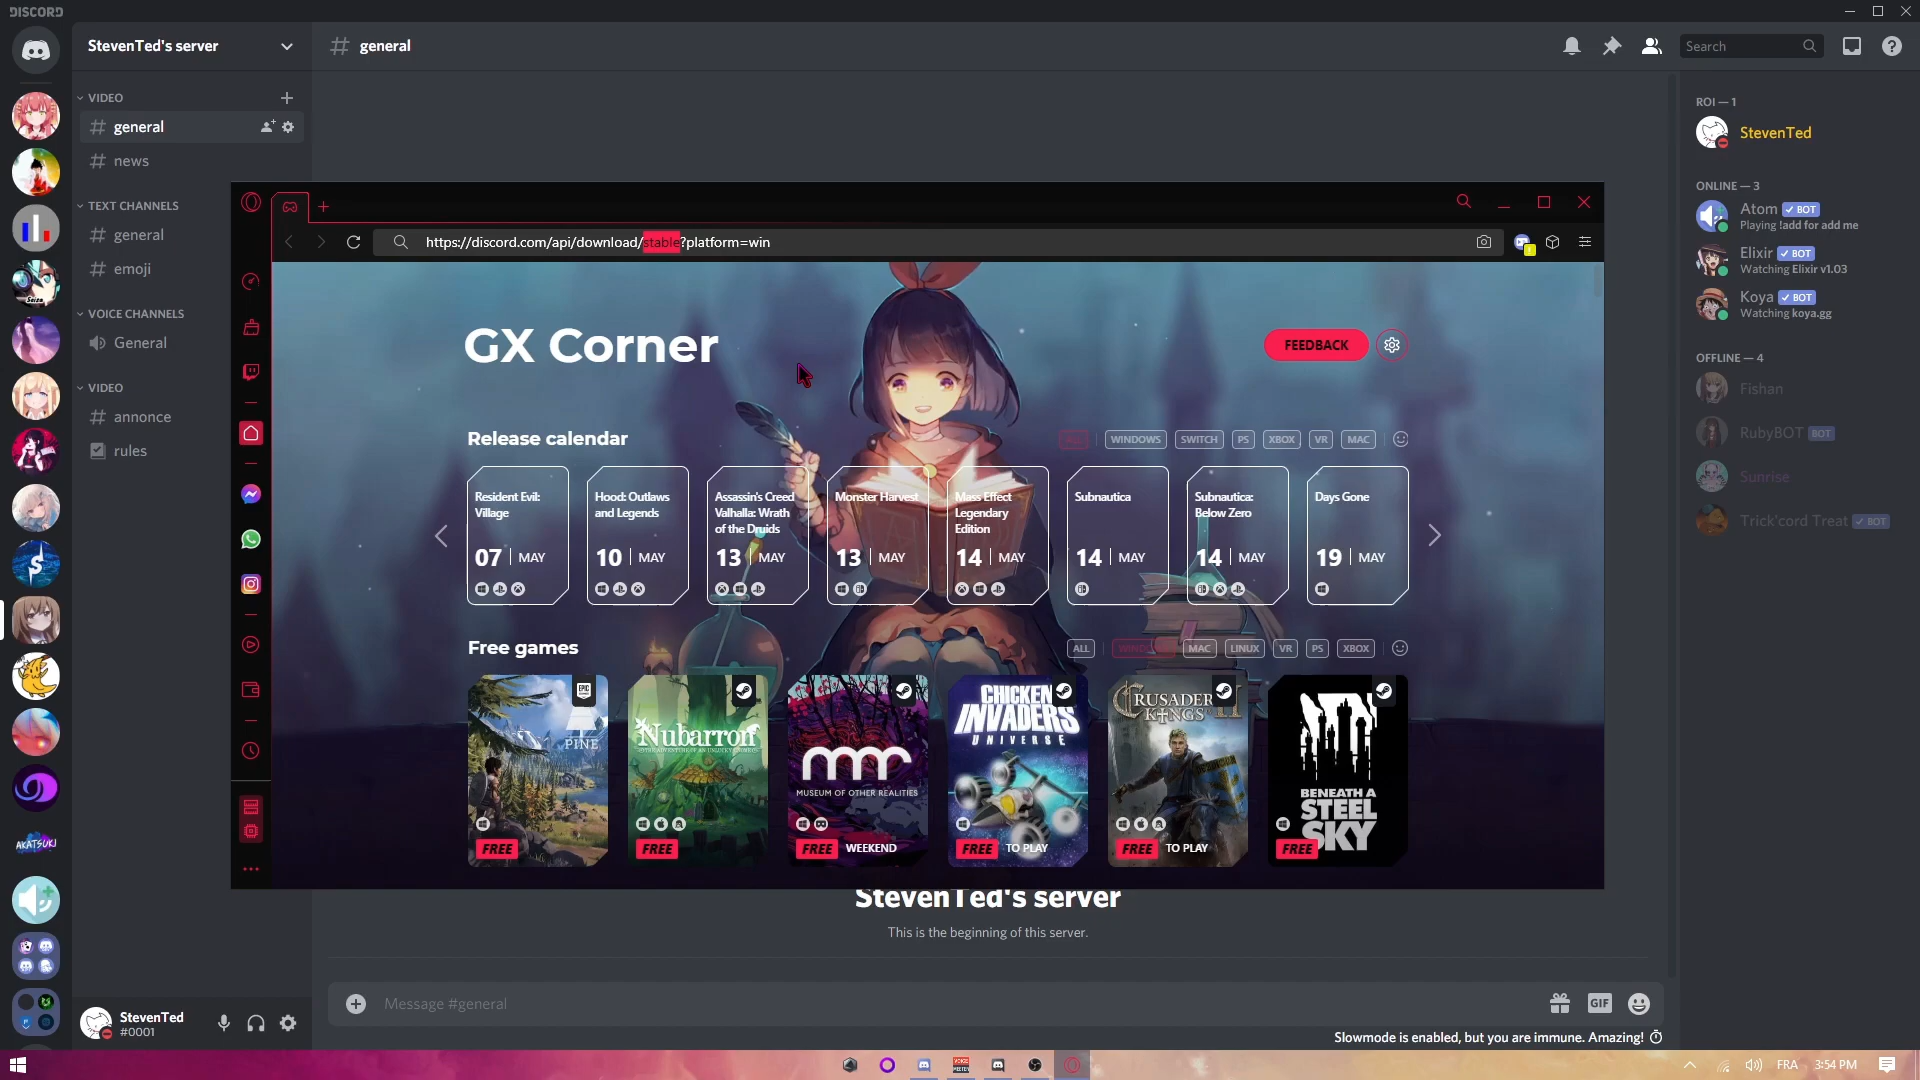 DISCORD
StevenTed's server
general
Search
VIDEO
general
news
TEXT CHANNELS
general
emoji
VOICE CHANNELS
General
VIDEO
annonce
rules
https://discord.com/api/download/stable?platform=win
GX Corner
FEEDBACK
Release calendar
ALL WINDOWS SWITCH PS XBOX VR MAC
Resident Evil: Village
07 MAY
Hood: Outlaws and Legends
10 MAY
Assassin's Creed Valhalla: Wrath of the Druids
13 MAY
Monster Harvest
13 MAY
Mass Effect Legendary Edition
14 MAY
Subnautica
14 MAY
Subnautica: Below Zero
14 MAY
Days Gone
19 MAY
Free games
ALL WINDOWS MAC LINUX VR PS XBOX
EPIC
PINE
FREE
Nubarron
FREE
MUSEUM OF OTHER REALITIES
FREE WEEKEND
CHICKEN INVADERS UNIVERSE
FREE TO PLAY
CRUSADER KINGS II
FREE TO PLAY
BENEATH A STEEL SKY
FREE
StevenTed's server
This is the beginning of this server.
Message #general
GIF
Slowmode is enabled, but you are immune. Amazing!
ROI — 1
StevenTed
ONLINE — 3
Atom BOT
Playing !add for add me
Elixir BOT
Watching Elixir v1.03
Koya BOT
Watching koya.gg
OFFLINE — 4
Fishan
RubyBOT BOT
Sunrise
Trick'cord Treat BOT
AKATSUKI
StevenTed
#0001
FRA
3:54 PM